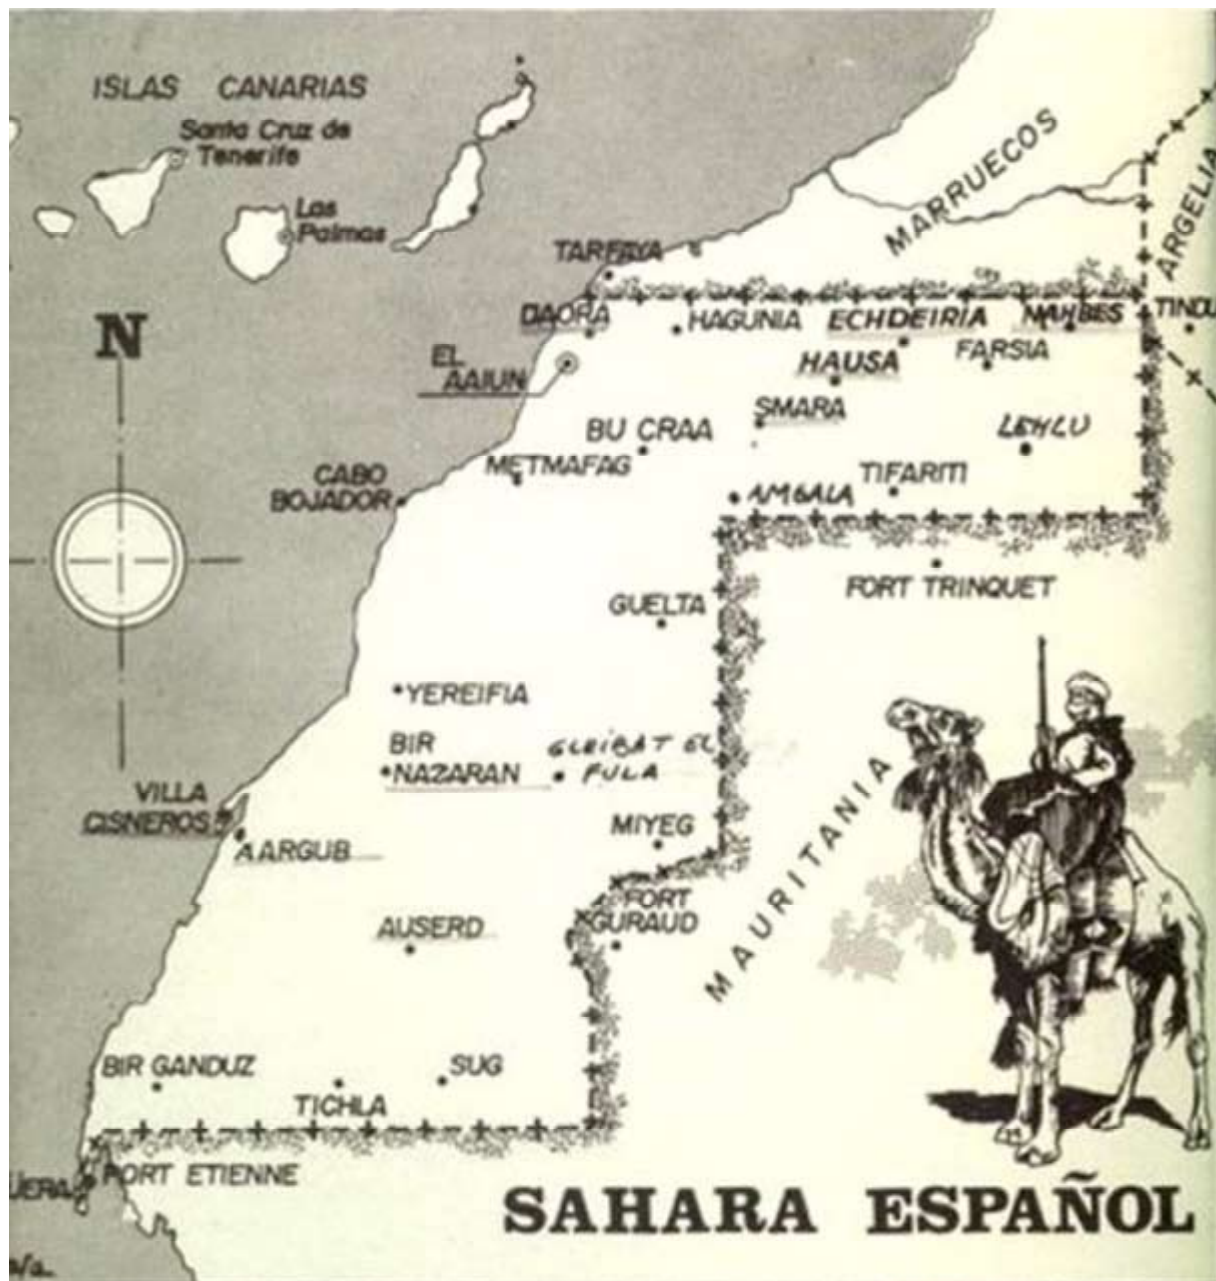 ISLAS CANARIAS
Santa Cruz de
Tenerife
Las
Palmas
MARRUECOS
ARGELIA
TARFAYA
N
DAORA
HAGUNIA
ECHDEIRIA
MAHBES
TINDU
EL
AAIUN
HAUSA
FARSIA
SMARA
BU CRAA
LEHLU
METMAFAG
CABO
BOJADOR
TIFARITI
AMGALA
FORT TRINQUET
GUELTA
YEREIFIA
BIR
NAZARAN
GLEIBAT EL
FULA
VILLA
CISNEROS
AARGUB
MIYEG
MAURITANIA
FORT
GURAUD
AUSERD
BIR GANDUZ
SUG
TICHLA
PORT ETIENNE
ÜERA
SAHARA ESPAÑOL